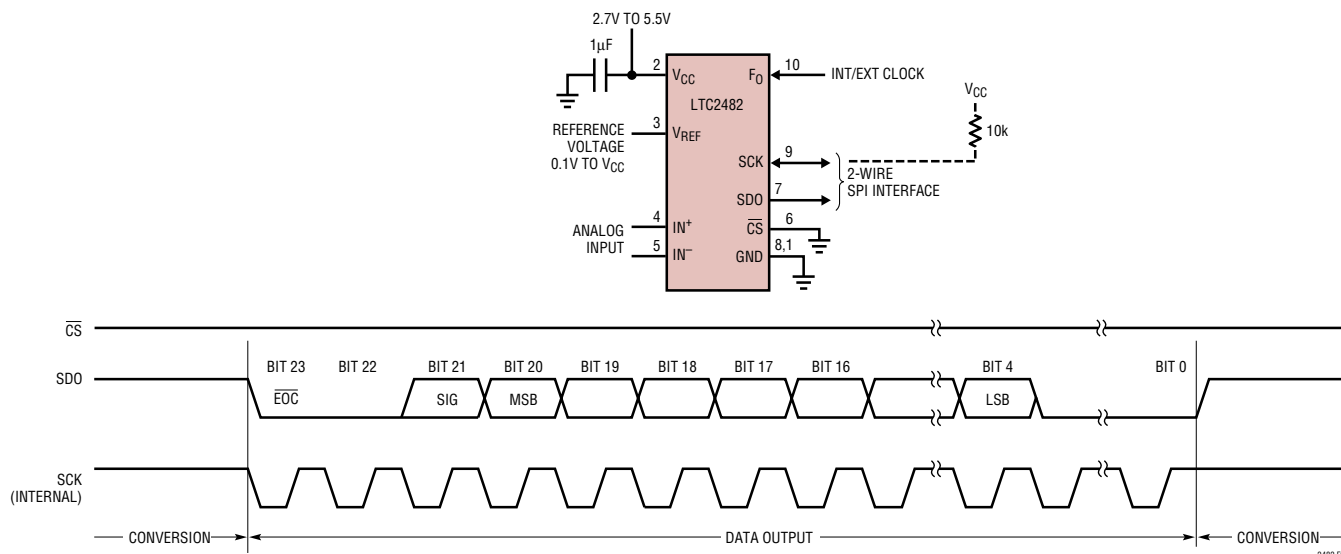 2.7V TO 5.5V
1µF
2
VCC
FO
10
INT/EXT CLOCK
LTC2482
VCC
10k
REFERENCE
VOLTAGE
0.1V TO VCC
3
VREF
SCK
9
2-WIRE
SPI INTERFACE
SDO
7
ANALOG
INPUT
4
IN+
5
IN–
CS
6
GND
8,1
CS
SDO
BIT 23
BIT 22
BIT 21
BIT 20
BIT 19
BIT 18
BIT 17
BIT 16
BIT 4
BIT 0
EOC
SIG
MSB
LSB
SCK
(INTERNAL)
CONVERSION
DATA OUTPUT
CONVERSION